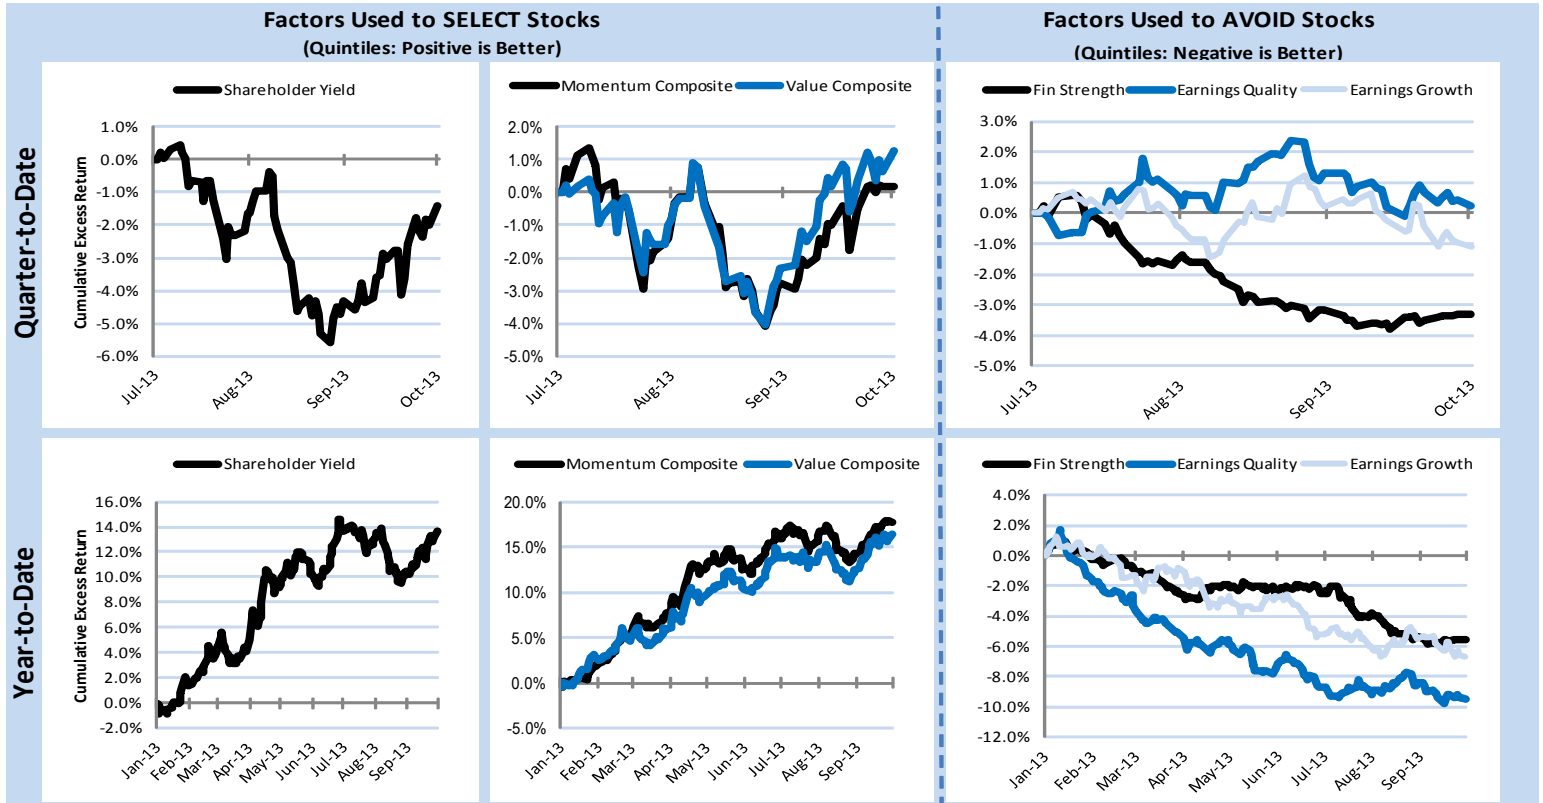 Factors Used to SELECT Stocks
(Quintiles: Positive is Better)
Factors Used to AVOID Stocks
(Quintiles: Negative is Better)
Quarter-to-Date
Shareholder Yield
Cumulative Excess Return
1.0%
0.0%
-1.0%
-2.0%
-3.0%
-4.0%
-5.0%
-6.0%
Jul-13
Aug-13
Sep-13
Oct-13
Momentum Composite
Value Composite
2.0%
1.0%
0.0%
-1.0%
-2.0%
-3.0%
-4.0%
-5.0%
Jul-13
Aug-13
Sep-13
Oct-13
Fin Strength
Earnings Quality
Earnings Growth
3.0%
2.0%
1.0%
0.0%
-1.0%
-2.0%
-3.0%
-4.0%
-5.0%
Jul-13
Aug-13
Sep-13
Oct-13
Year-to-Date
Shareholder Yield
Cumulative Excess Return
16.0%
14.0%
12.0%
10.0%
8.0%
6.0%
4.0%
2.0%
0.0%
-2.0%
Jan-13
Feb-13
Mar-13
Apr-13
May-13
Jun-13
Jul-13
Aug-13
Sep-13
Momentum Composite
Value Composite
20.0%
15.0%
10.0%
5.0%
0.0%
-5.0%
Jan-13
Feb-13
Mar-13
Apr-13
May-13
Jun-13
Jul-13
Aug-13
Sep-13
Fin Strength
Earnings Quality
Earnings Growth
4.0%
2.0%
0.0%
-2.0%
-4.0%
-6.0%
-8.0%
-10.0%
-12.0%
Jan-13
Feb-13
Mar-13
Apr-13
May-13
Jun-13
Jul-13
Aug-13
Sep-13